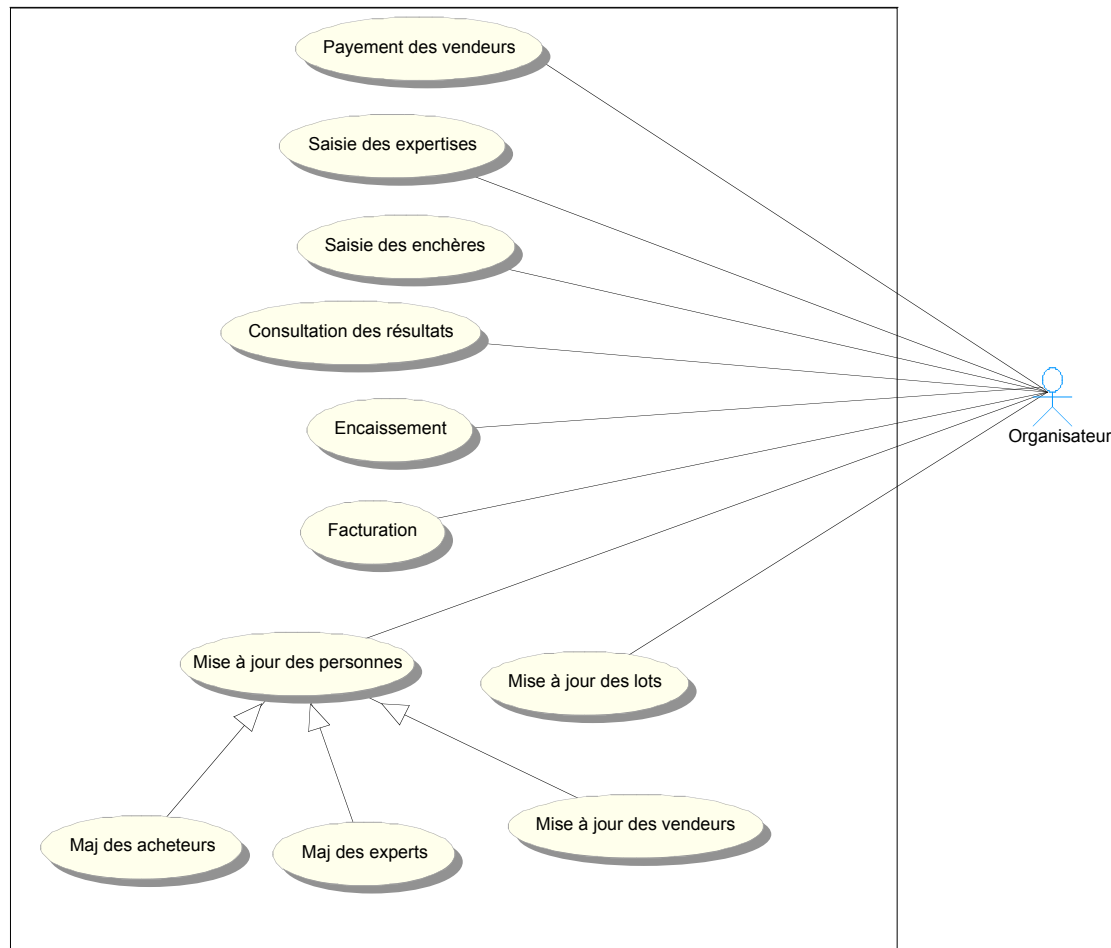 Payement des vendeurs
Saisie des expertises
Saisie des enchères
Consultation des résultats
Encaissement
Organisateur
Facturation
Mise à jour des personnes
Mise à jour des lots
Maj des acheteurs
Maj des experts
Mise à jour des vendeurs